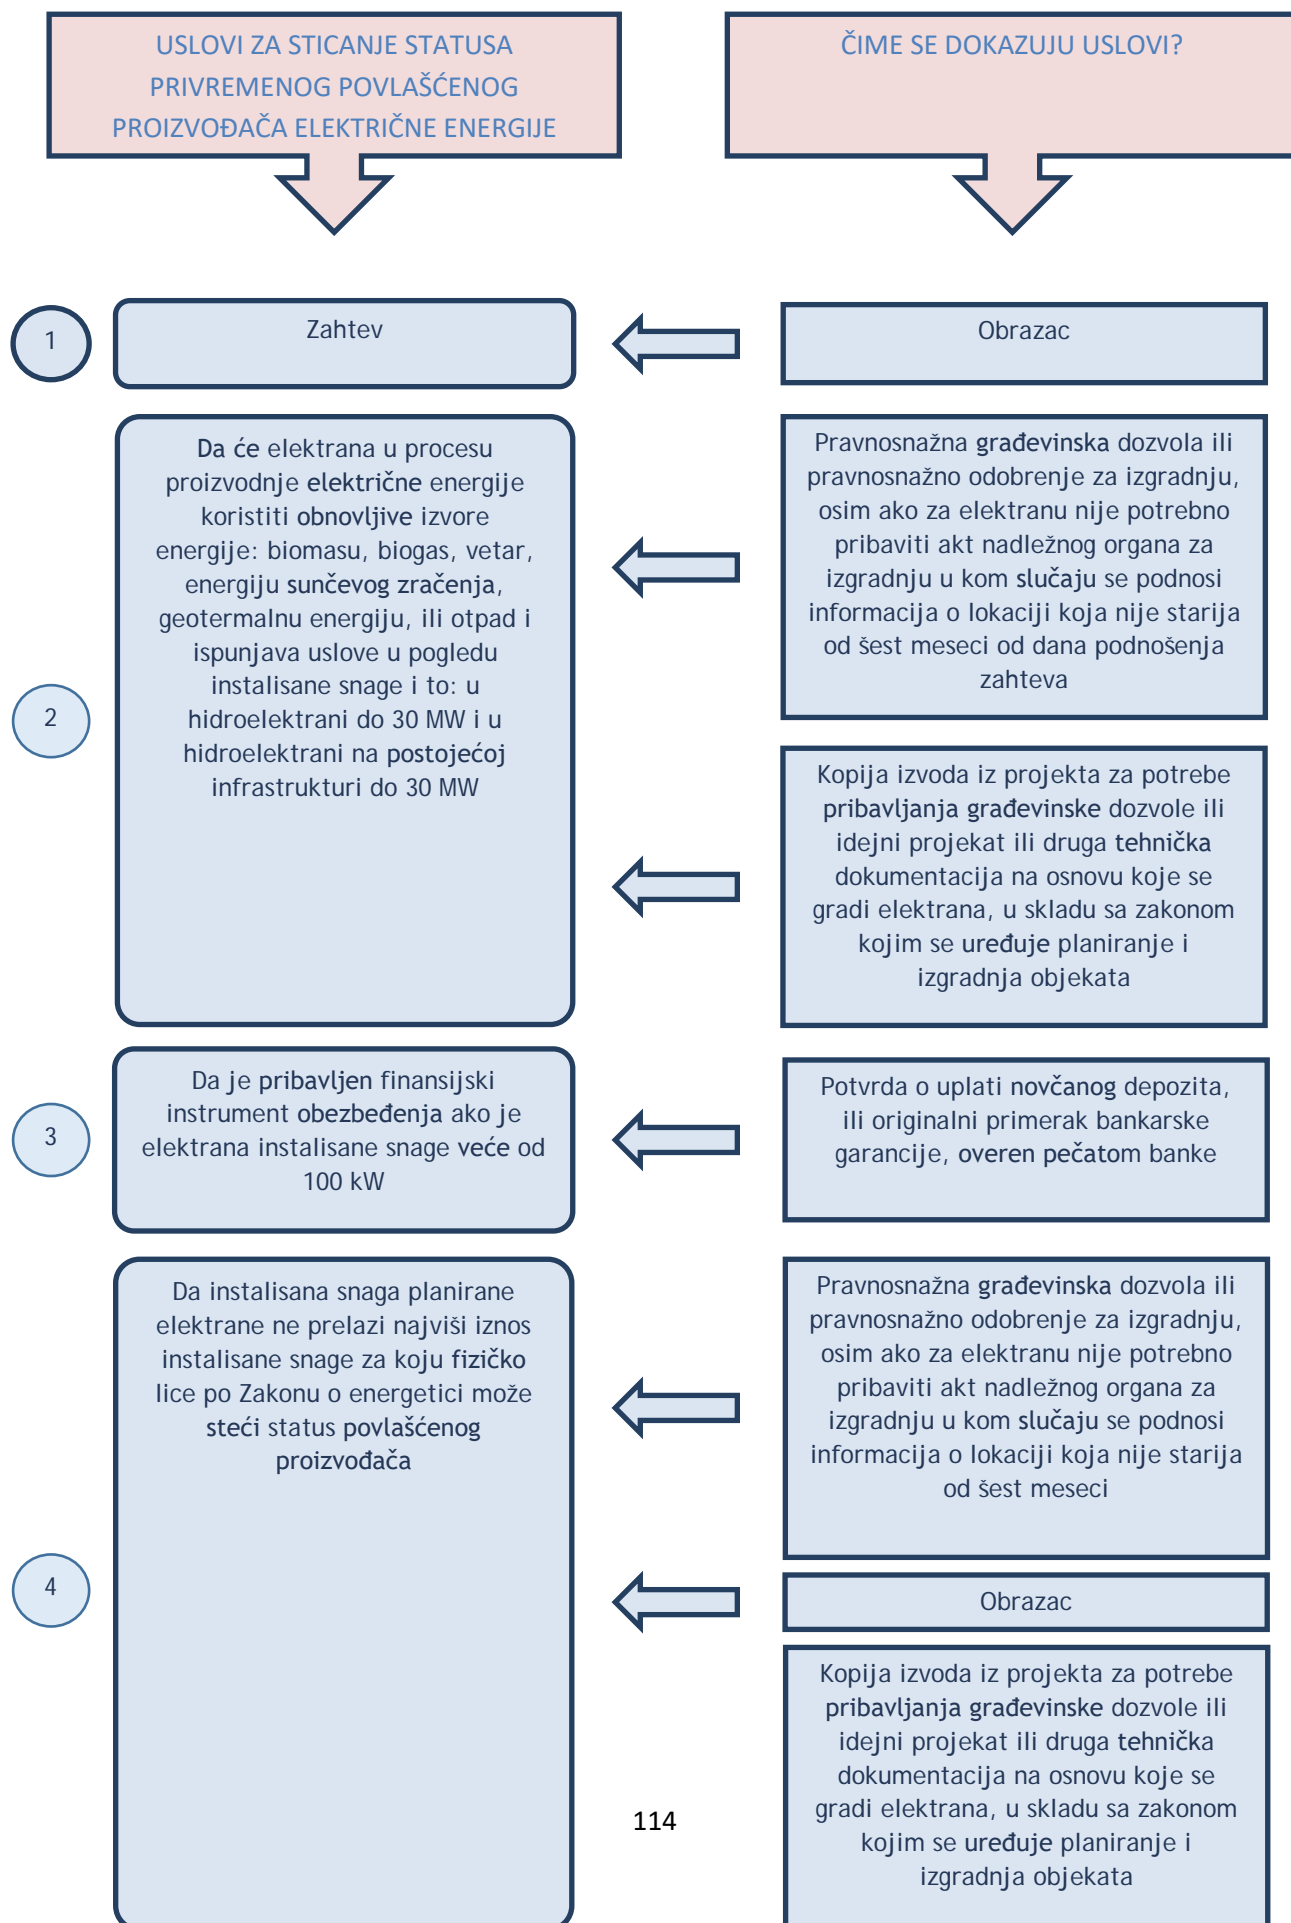 USLOVI ZA STICANJE STATUSA
PRIVREMENOG POVLAŠĆENOG
PROIZVOĐAČA ELEKTRIČNE ENERGIJE
ČIME SE DOKAZUJU USLOVI?
1
Zahtev
Obrazac
2
Da će elektrana u procesu
proizvodnje električne energije
koristiti obnovljive izvore
energije: biomasu, biogas, vetar,
energiju sunčevog zračenja,
geotermalnu energiju, ili otpad i
ispunjava uslove u pogledu
instalisane snage i to: u
hidroelektrani do 30 MW i u
hidroelektrani na postojećoj
infrastrukturi do 30 MW
Pravnosnažna građevinska dozvola ili
pravnosnažno odobrenje za izgradnju,
osim ako za elektranu nije potrebno
pribaviti akt nadležnog organa za
izgradnju u kom slučaju se podnosi
informacija o lokaciji koja nije starija
od šest meseci od dana podnošenja
zahteva
Kopija izvoda iz projekta za potrebe
pribavljanja građevinske dozvole ili
idejni projekat ili druga tehnička
dokumentacija na osnovu koje se
gradi elektrana, u skladu sa zakonom
kojim se uređuje planiranje i
izgradnja objekata
3
Da je pribavljen finansijski
instrument obezbeđenja ako je
elektrana instalisane snage veće od
100 kW
Potvrda o uplati novčanog depozita,
ili originalni primerak bankarske
garancije, overen pečatom banke
4
Da instalisana snaga planirane
elektrane ne prelazi najviši iznos
instalisane snage za koju fizičko
lice po Zakonu o energetici može
steći status povlašćenog
proizvođača
Pravnosnažna građevinska dozvola ili
pravnosnažno odobrenje za izgradnju,
osim ako za elektranu nije potrebno
pribaviti akt nadležnog organa za
izgradnju u kom slučaju se podnosi
informacija o lokaciji koja nije starija
od šest meseci
Obrazac
Kopija izvoda iz projekta za potrebe
pribavljanja građevinske dozvole ili
idejni projekat ili druga tehnička
dokumentacija na osnovu koje se
gradi elektrana, u skladu sa zakonom
kojim se uređuje planiranje i
izgradnja objekata
114